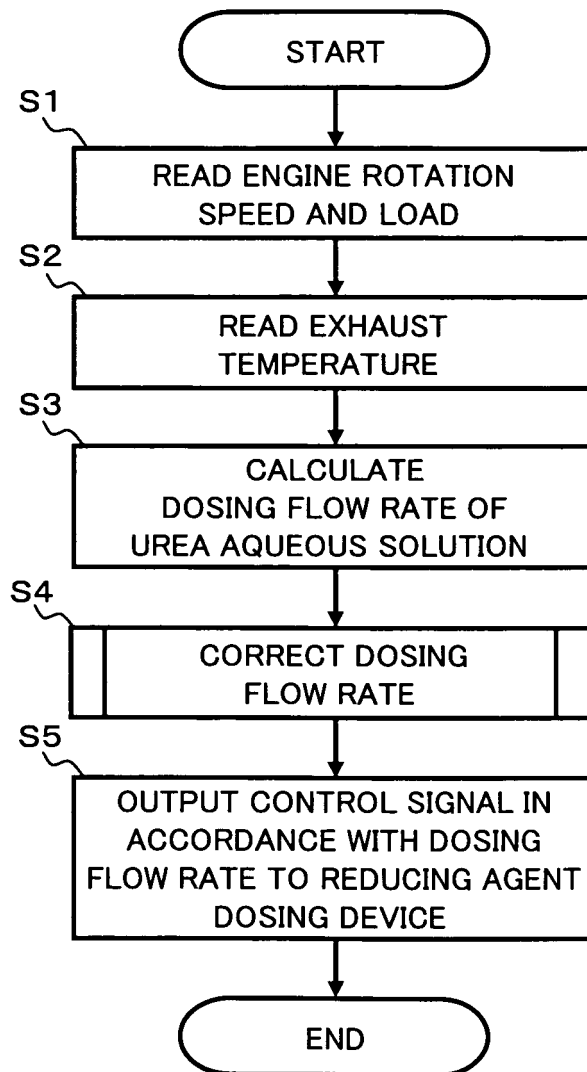 START
S1
READ ENGINE ROTATION
SPEED AND LOAD
S2
READ EXHAUST
TEMPERATURE
S3
CALCULATE
DOSING FLOW RATE OF
UREA AQUEOUS SOLUTION
S4
CORRECT DOSING
FLOW RATE
S5
OUTPUT CONTROL SIGNAL IN
ACCORDANCE WITH DOSING
FLOW RATE TO REDUCING AGENT
DOSING DEVICE
END